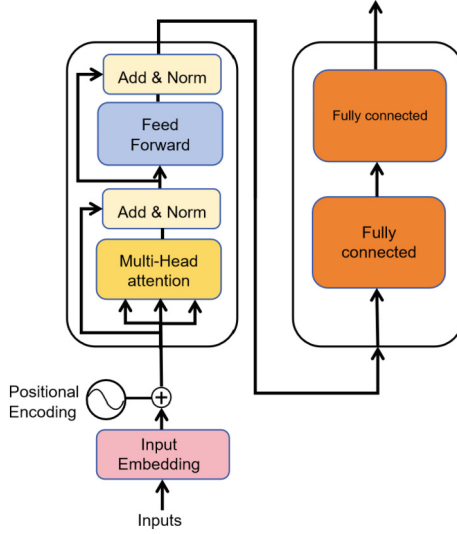 Add & Norm
Feed
Forward
Add & Norm
Multi-Head
attention
Positional
Encoding
Input
Embedding
Inputs
Fully connected
Fully
connected